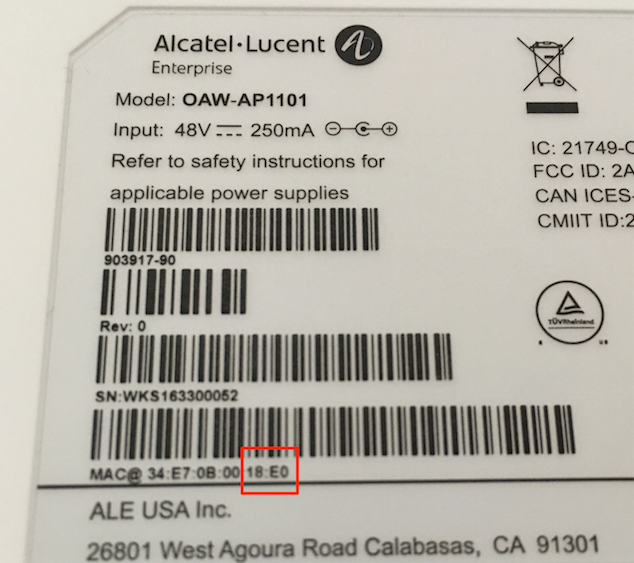 Alcatel·Lucent
Enterprise
Model: OAW-AP1101
Input: 48V ⎓ 250mA
Refer to safety instructions for
applicable power supplies
903917-90
Rev: 0
SN:WKS163300052
MAC@ 34:E7:0B:00:18:E0
ALE USA Inc.
26801 West Agoura Road Calabasas, CA 91301
IC: 21749-
FCC ID: 2A
CAN ICES-
CMIIT ID:2
TÜVRheinland